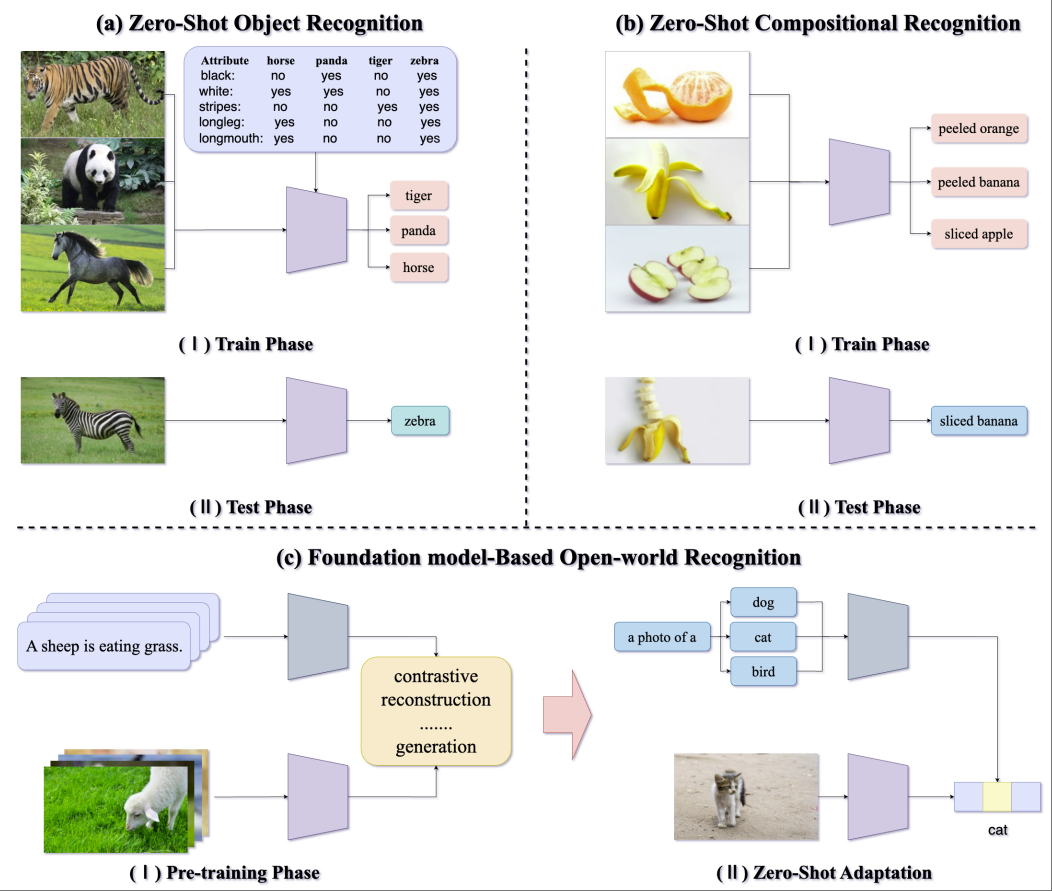 (a) Zero-Shot Object Recognition
Attribute horse panda tiger zebra
black: no yes no yes
white: yes yes no yes
stripes: no no yes yes
longleg: yes no no yes
longmouth: yes no no yes
tiger
panda
horse
(Ⅰ) Train Phase
zebra
(Ⅱ) Test Phase
(b) Zero-Shot Compositional Recognition
peeled orange
peeled banana
sliced apple
(Ⅰ) Train Phase
sliced banana
(Ⅱ) Test Phase
(c) Foundation model-Based Open-world Recognition
A sheep is eating grass.
contrastive
reconstruction
.......
generation
(Ⅰ) Pre-training Phase
a photo of a
dog
cat
bird
cat
(Ⅱ) Zero-Shot Adaptation